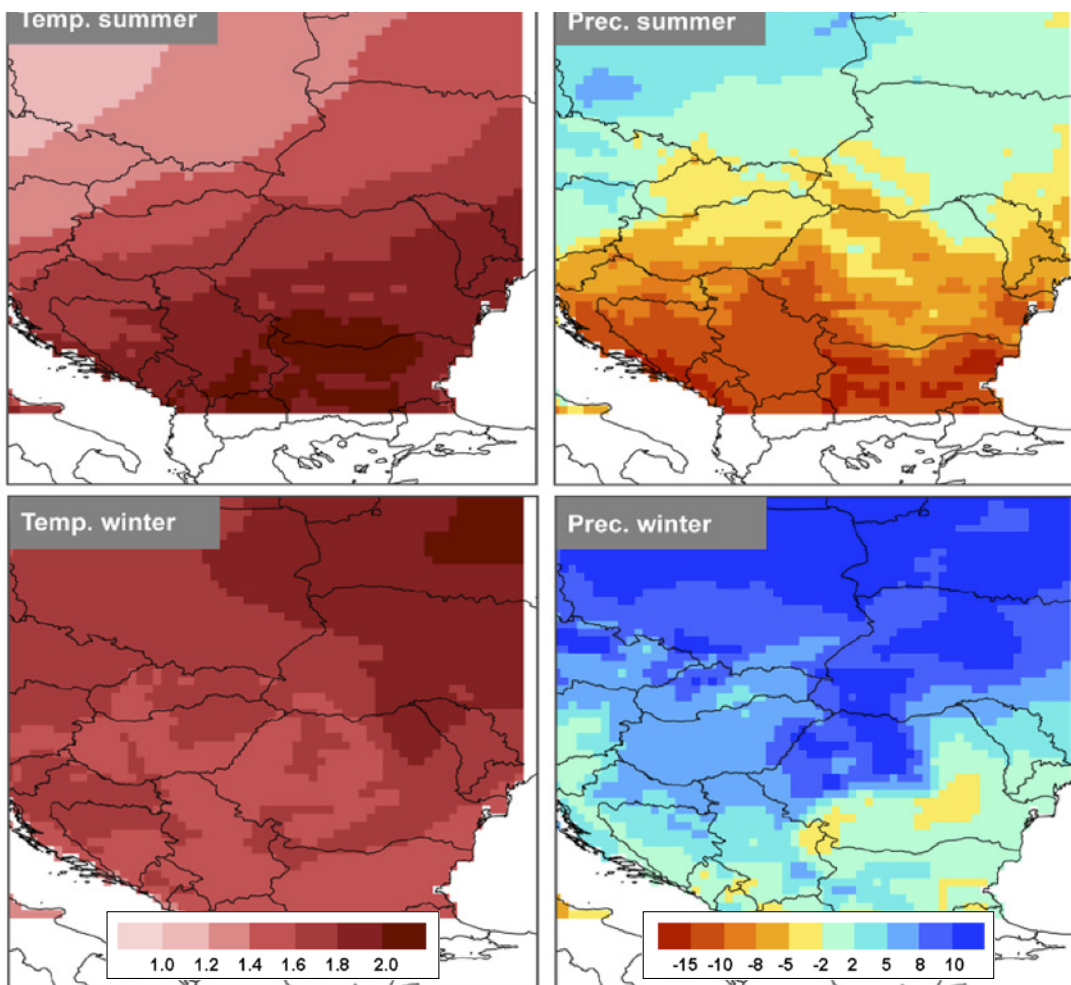 Temp. summer
Prec. summer
Temp. winter
Prec. winter
1.0 1.2 1.4 1.6 1.8 2.0
-15 -10 -8 -5 -2 2 5 8 10